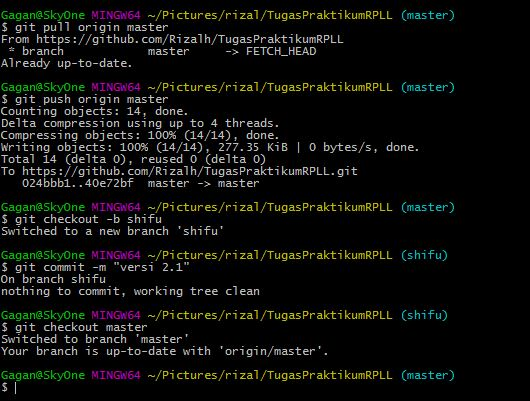 Gagan@SkyOne MINGW64 ~/Pictures/rizal/TugasPraktikumRPLL (master)
$ git pull origin master
From https://github.com/Rizalh/TugasPraktikumRPLL
 * branch            master     -> FETCH_HEAD
Already up-to-date.

Gagan@SkyOne MINGW64 ~/Pictures/rizal/TugasPraktikumRPLL (master)
$ git push origin master
Counting objects: 14, done.
Delta compression using up to 4 threads.
Compressing objects: 100% (14/14), done.
Writing objects: 100% (14/14), 277.35 KiB | 0 bytes/s, done.
Total 14 (delta 0), reused 0 (delta 0)
To https://github.com/Rizalh/TugasPraktikumRPLL.git
   024bbb1..40e72bf  master -> master

Gagan@SkyOne MINGW64 ~/Pictures/rizal/TugasPraktikumRPLL (master)
$ git checkout -b shifu
Switched to a new branch 'shifu'

Gagan@SkyOne MINGW64 ~/Pictures/rizal/TugasPraktikumRPLL (shifu)
$ git commit -m "versi 2.1"
On branch shifu
nothing to commit, working tree clean

Gagan@SkyOne MINGW64 ~/Pictures/rizal/TugasPraktikumRPLL (shifu)
$ git checkout master
Switched to branch 'master'
Your branch is up-to-date with 'origin/master'.

Gagan@SkyOne MINGW64 ~/Pictures/rizal/TugasPraktikumRPLL (master)
$